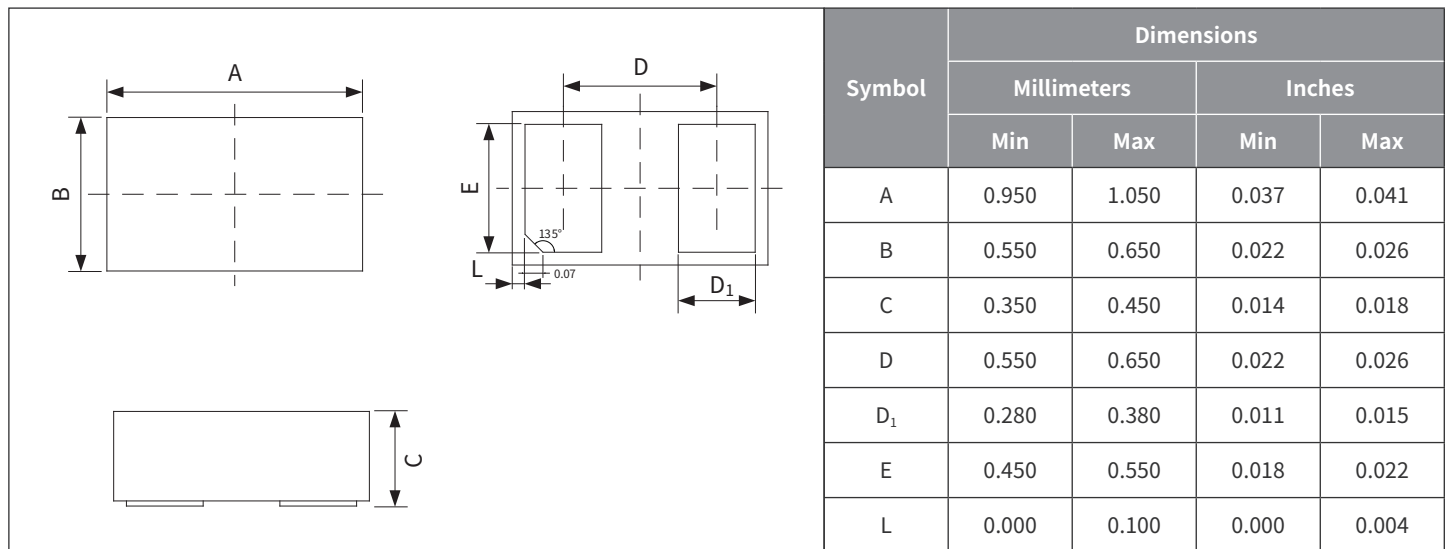 A
B
D
E
135°
L
0.07
D₁
C
Dimensions
Symbol Millimeters Inches
Min Max Min Max
A 0.950 1.050 0.037 0.041
B 0.550 0.650 0.022 0.026
C 0.350 0.450 0.014 0.018
D 0.550 0.650 0.022 0.026
D₁ 0.280 0.380 0.011 0.015
E 0.450 0.550 0.018 0.022
L 0.000 0.100 0.000 0.004